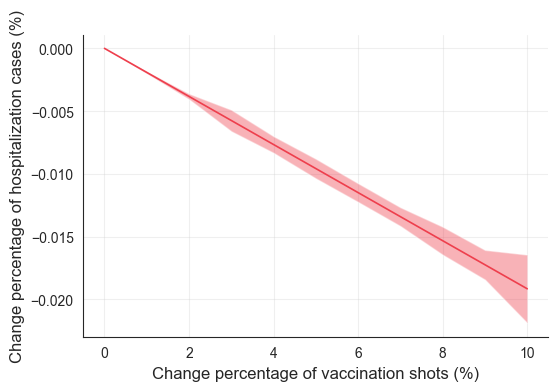 Change percentage of hospitalization cases (%)
0.000
−0.005
−0.010
−0.015
−0.020
0 2 4 6 8 10
Change percentage of vaccination shots (%)